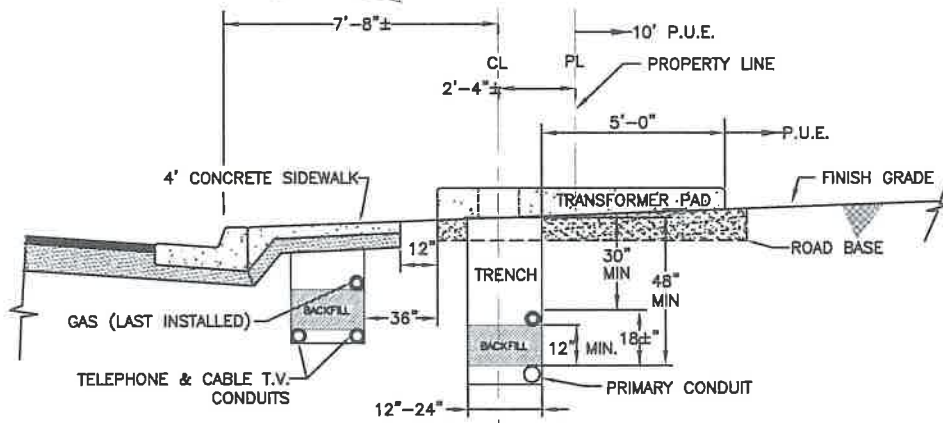 7'-8"±
10' P.U.E.
CL
PL
PROPERTY LINE
2'-4"±
5'-0"
P.U.E.
4' CONCRETE SIDEWALK
TRANSFORMER PAD
FINISH GRADE
12"
TRENCH
30"
MIN
ROAD BASE
48"
MIN
GAS (LAST INSTALLED)
BACKFILL
36"
BACKFILL
12" MIN.
18±"
TELEPHONE & CABLE T.V.
CONDUITS
PRIMARY CONDUIT
12"-24"